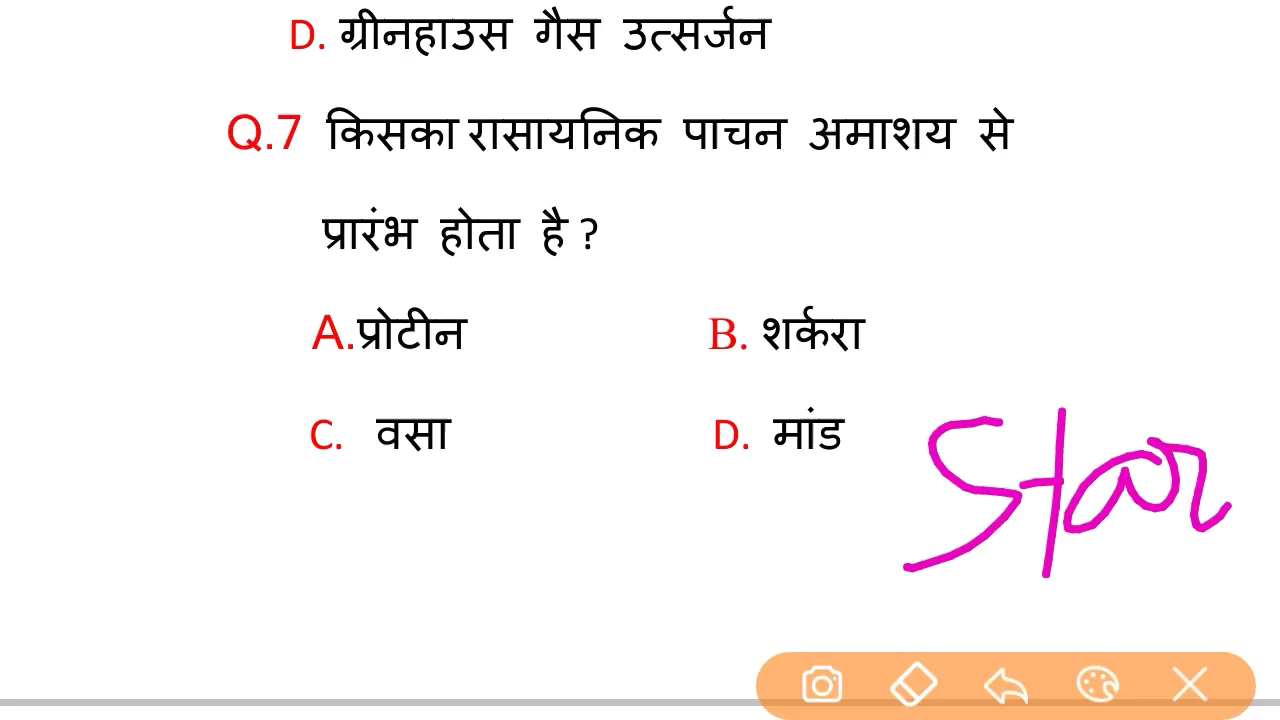 D. ग्रीनहाउस गैस उत्सर्जन
Q.7 किसका रासायनिक पाचन अमाशय से
प्रारंभ होता है ?
A.प्रोटीन B. शर्करा
C. वसा D. मांड
Star